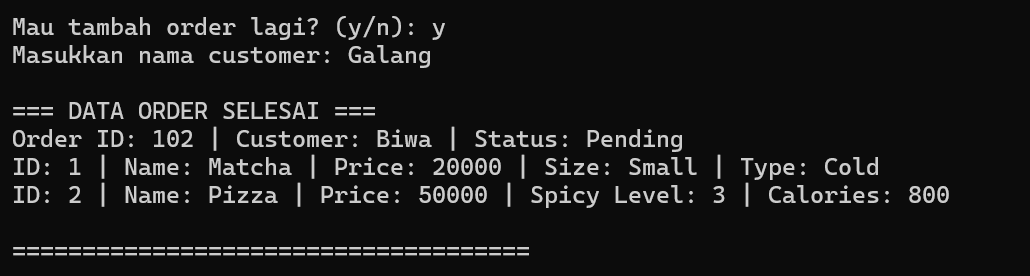 Mau tambah order lagi? (y/n): y
Masukkan nama customer: Galang
=== DATA ORDER SELESAI ===
Order ID: 102 | Customer: Biwa | Status: Pending
ID: 1 | Name: Matcha | Price: 20000 | Size: Small | Type: Cold
ID: 2 | Name: Pizza | Price: 50000 | Spicy Level: 3 | Calories: 800
=====================================